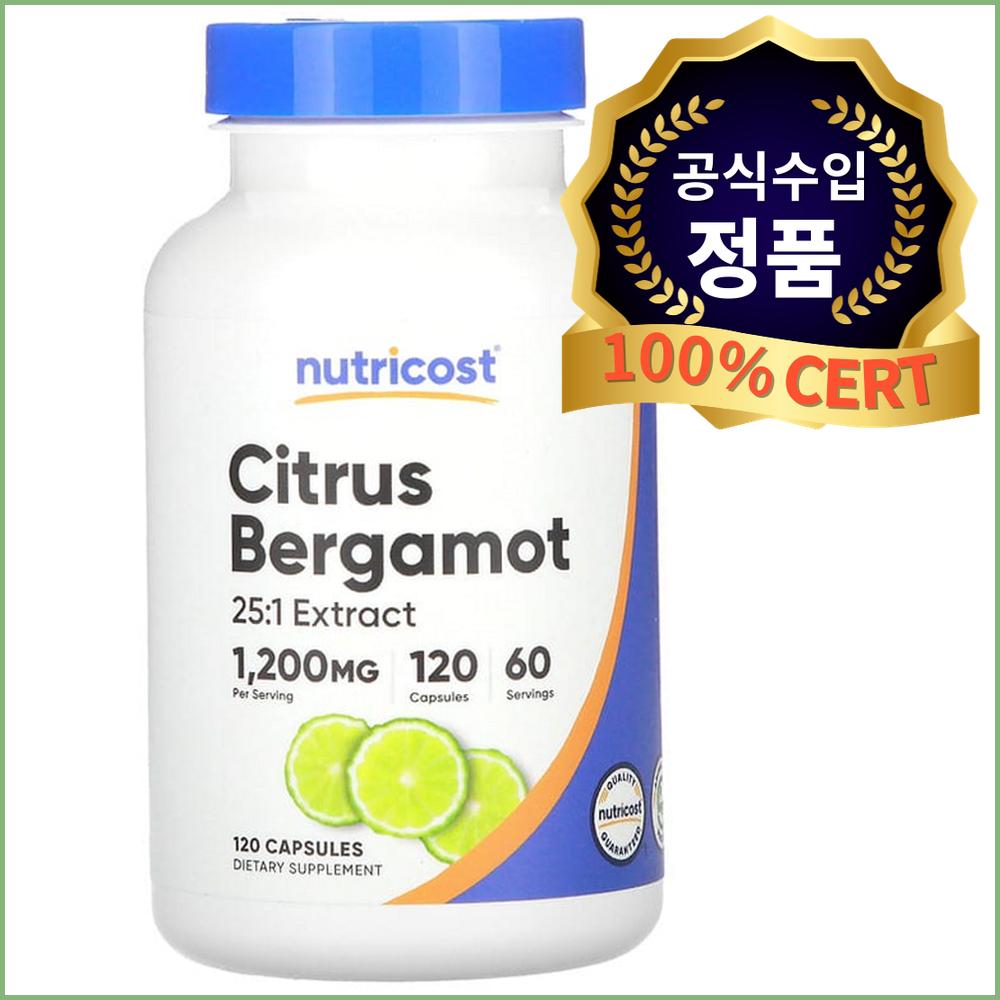 공식수입
정품
100% CERT
nutricost®
Citrus
Bergamot
25:1 Extract
1,200MG
Per Serving
120
Capsules
60
Servings
QUALITY
nutricost
GUARANTEED
120 CAPSULES
DIETARY SUPPLEMENT